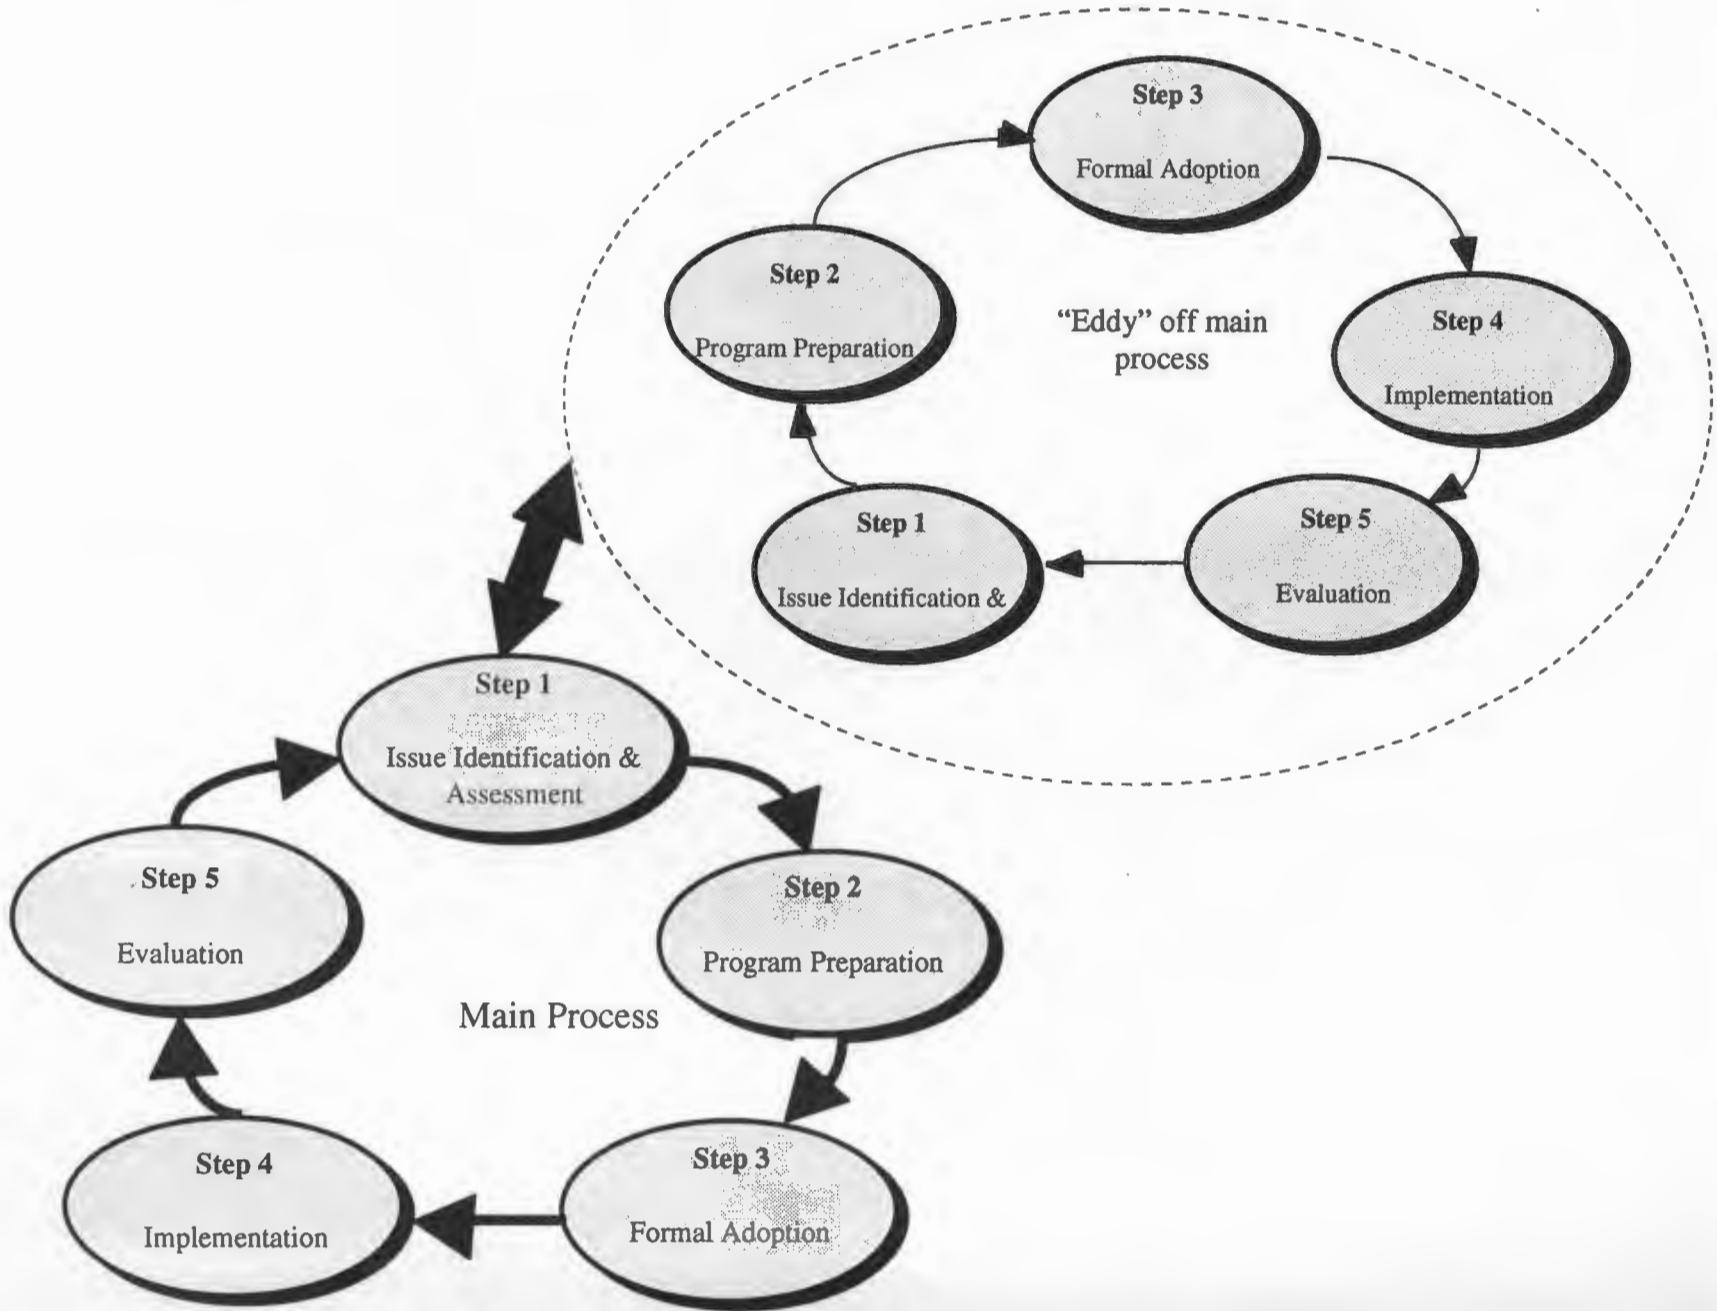 Step 3
Formal Adoption
Step 2
Program Preparation
"Eddy" off main
process
Step 4
Implementation
Step 1
Issue Identification &
Step 5
Evaluation
Step 1
Issue Identification &
Assessment
Step 5
Evaluation
Step 2
Program Preparation
Main Process
Step 4
Implementation
Step 3
Formal Adoption